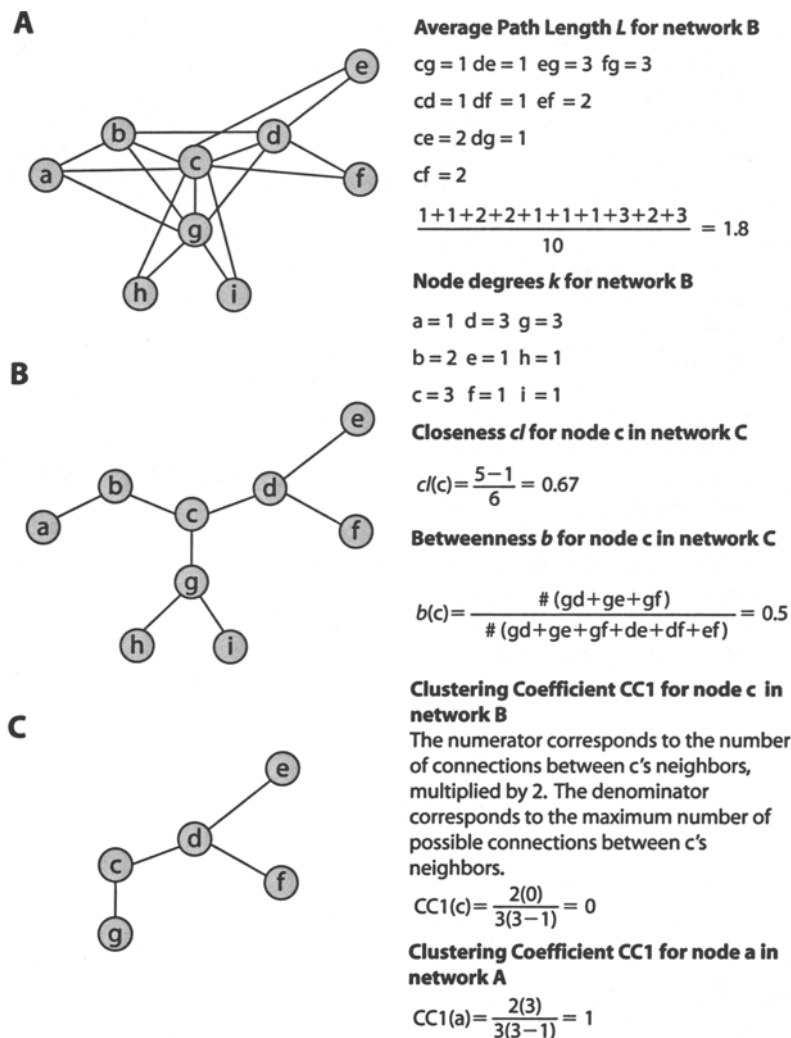 A
e
b
d
c
a
f
g
h
i
B
e
b
d
c
a
f
g
h
i
C
e
d
c
f
g
Average Path Length L for network B
cg = 1 de = 1 eg = 3 fg = 3
cd = 1 df = 1 ef = 2
ce = 2 dg = 1
cf = 2
1+1+2+2+1+1+1+3+2+3
10
= 1.8
Node degrees k for network B
a = 1 d = 3 g = 3
b = 2 e = 1 h = 1
c = 3 f = 1 i = 1
Closeness cl for node c in network C
cl(c) = 5−1
6
= 0.67
Betweenness b for node c in network C
b(c) = # (gd+ge+gf)
# (gd+ge+gf+de+df+ef)
= 0.5
Clustering Coefficient CC1 for node c in
network B
The numerator corresponds to the number
of connections between c's neighbors,
multiplied by 2. The denominator
corresponds to the maximum number of
possible connections between c's
neighbors.
CC1(c) = 2(0)
3(3−1)
= 0
Clustering Coefficient CC1 for node a in
network A
CC1(a) = 2(3)
3(3−1)
= 1